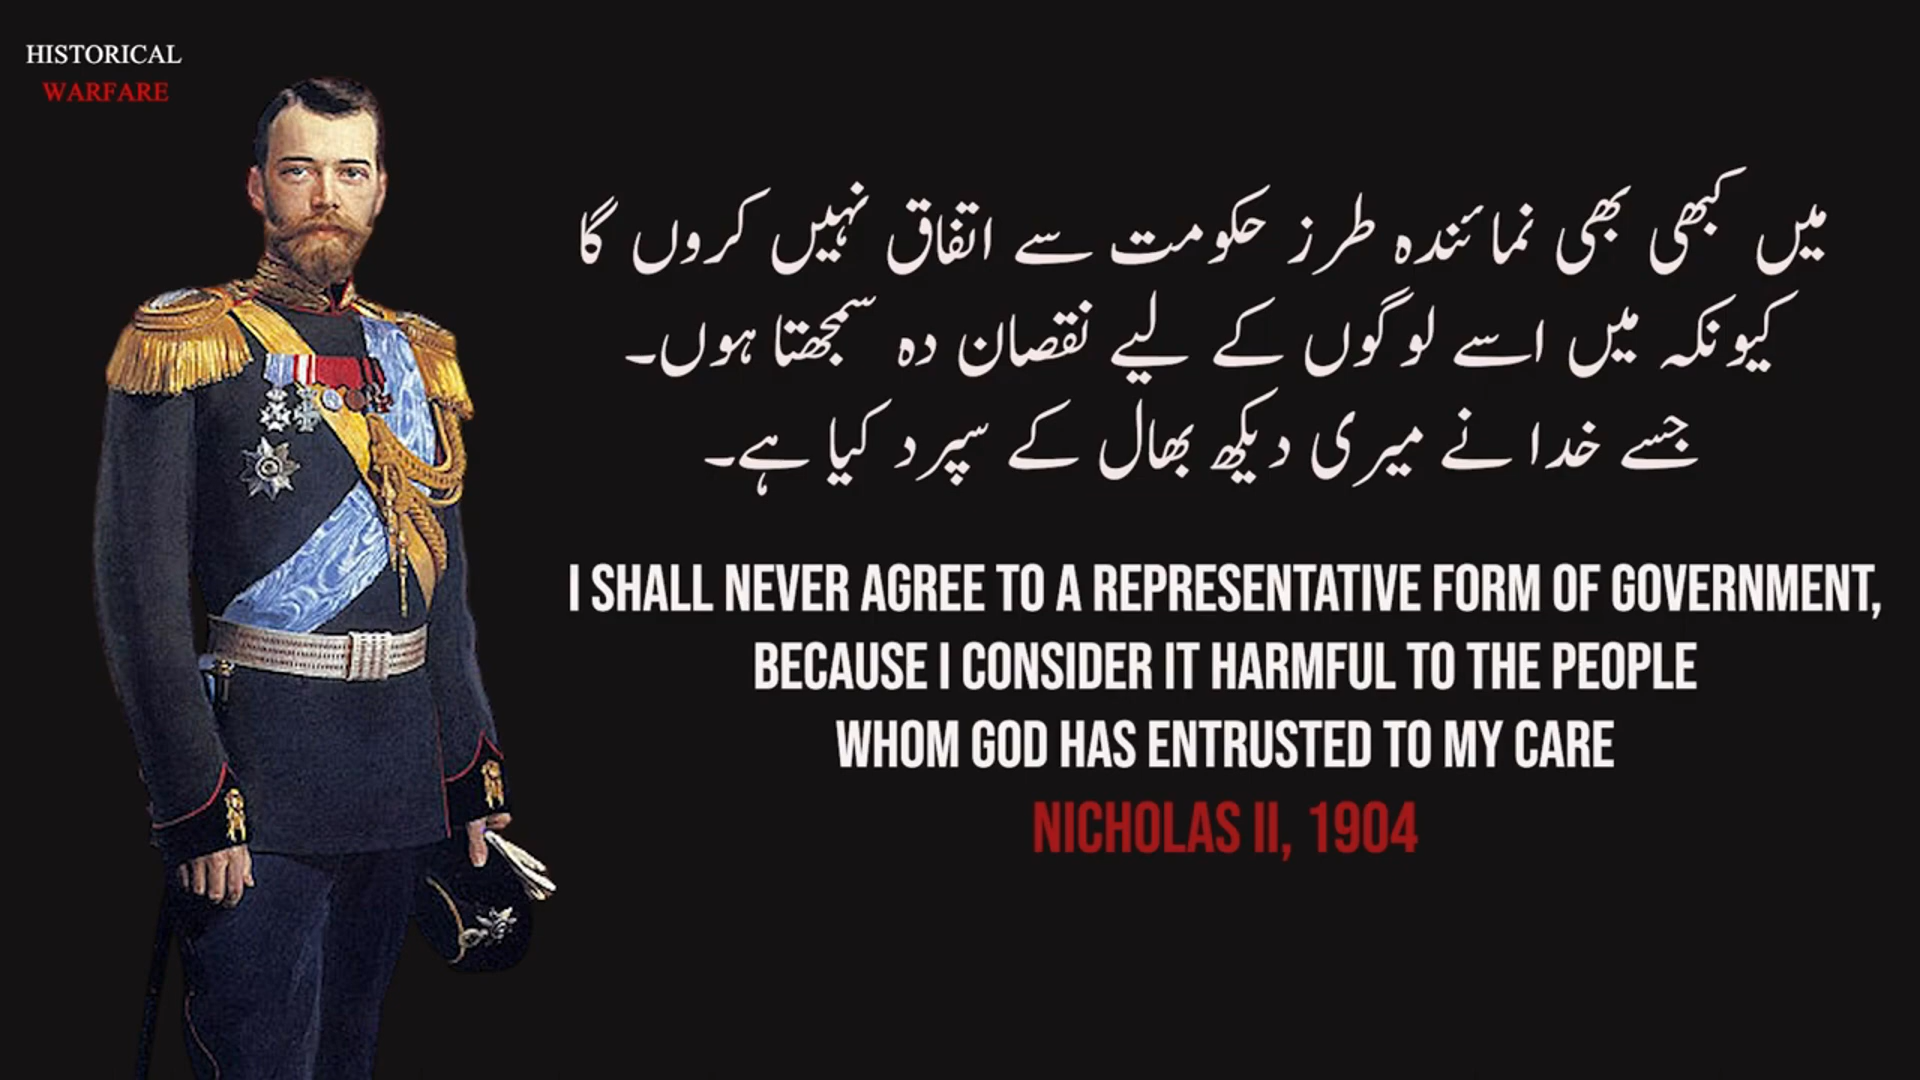 HISTORICAL
WARFARE
میں کبھی بھی نمائندہ طرز حکومت سے اتفاق نہیں کروں گا
کیونکہ میں اسے لوگوں کے لیے نقصان دہ سمجھتا ہوں۔
جسے خدا نے میری دیکھ بھال کے سپرد کیا ہے۔
I SHALL NEVER AGREE TO A REPRESENTATIVE FORM OF GOVERNMENT,
BECAUSE I CONSIDER IT HARMFUL TO THE PEOPLE
WHOM GOD HAS ENTRUSTED TO MY CARE
NICHOLAS II, 1904